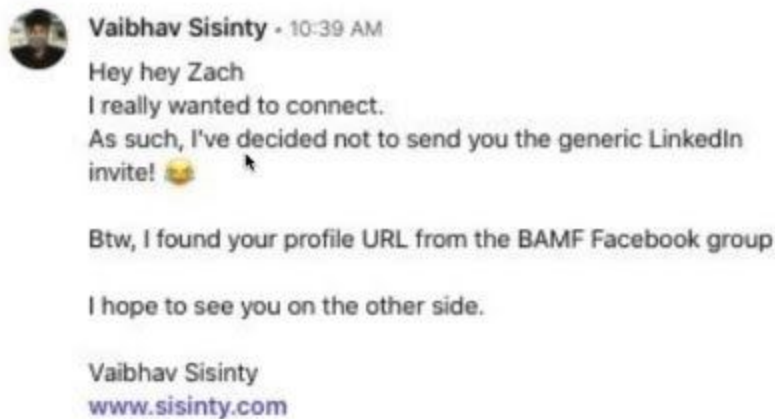 Vaibhav Sisinty • 10:39 AM
Hey hey Zach
I really wanted to connect.
As such, I've decided not to send you the generic LinkedIn
invite! 😂
Btw, I found your profile URL from the BAMF Facebook group
I hope to see you on the other side.
Vaibhav Sisinty
www.sisinty.com